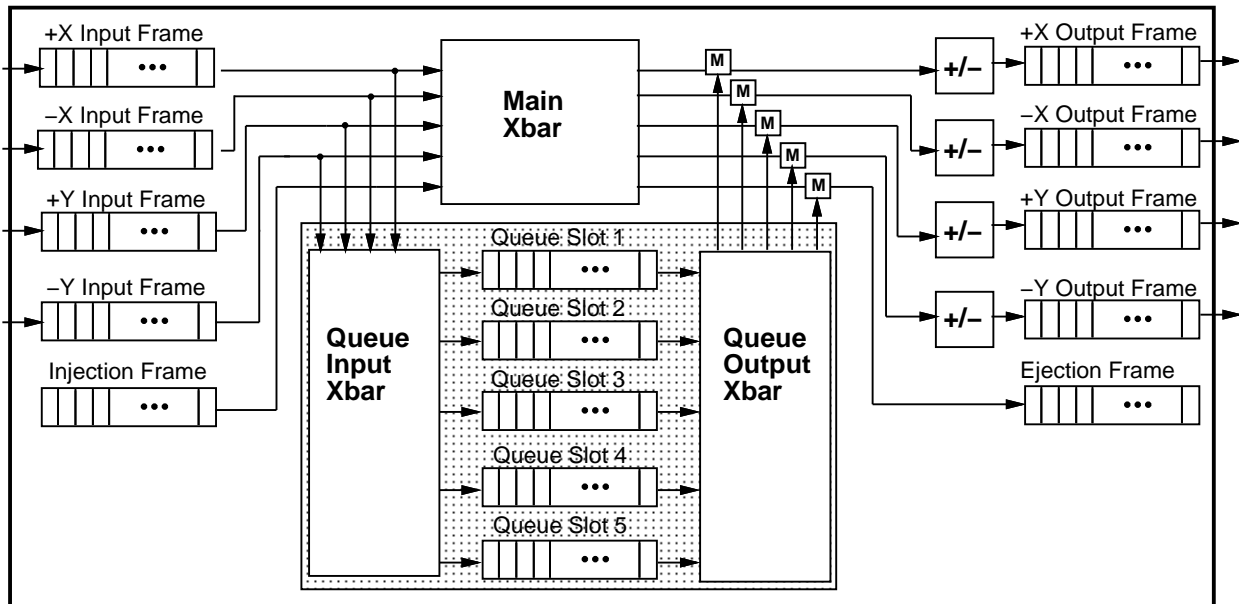 +X Input Frame
•••
–X Input Frame
•••
+Y Input Frame
•••
–Y Input Frame
•••
Injection Frame
•••
Main
Xbar
M
M
M
M
M
Queue
Input
Xbar
Queue Slot 1
•••
Queue Slot 2
•••
Queue Slot 3
•••
Queue Slot 4
•••
Queue Slot 5
•••
Queue
Output
Xbar
+/–
+/–
+/–
+/–
+X Output Frame
•••
–X Output Frame
•••
+Y Output Frame
•••
–Y Output Frame
•••
Ejection Frame
•••